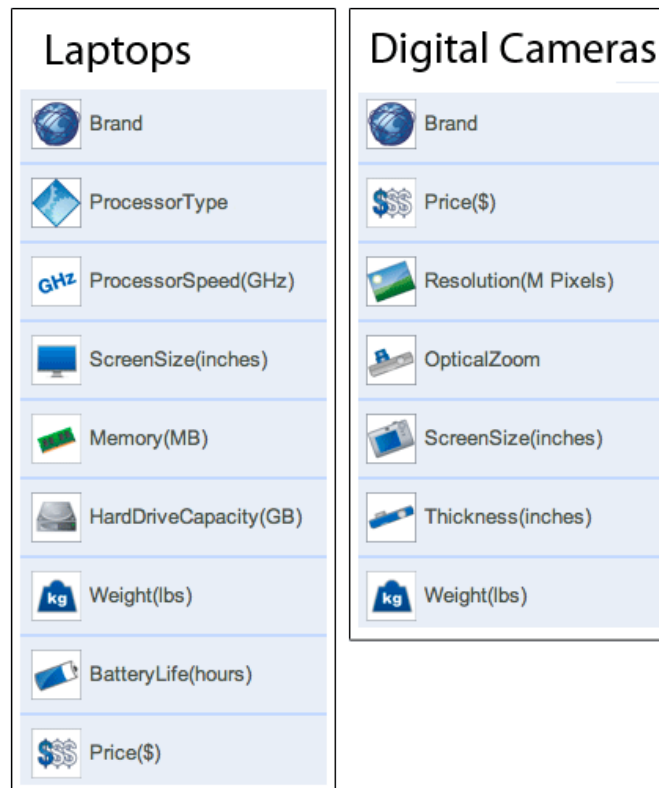 Laptops
Brand
ProcessorType
GHz
ProcessorSpeed(GHz)
ScreenSize(inches)
Memory(MB)
HardDriveCapacity(GB)
kg
Weight(lbs)
BatteryLife(hours)
$$$
Price($)
Digital Cameras
Brand
$$$
Price($)
Resolution(M Pixels)
OpticalZoom
ScreenSize(inches)
Thickness(inches)
kg
Weight(lbs)